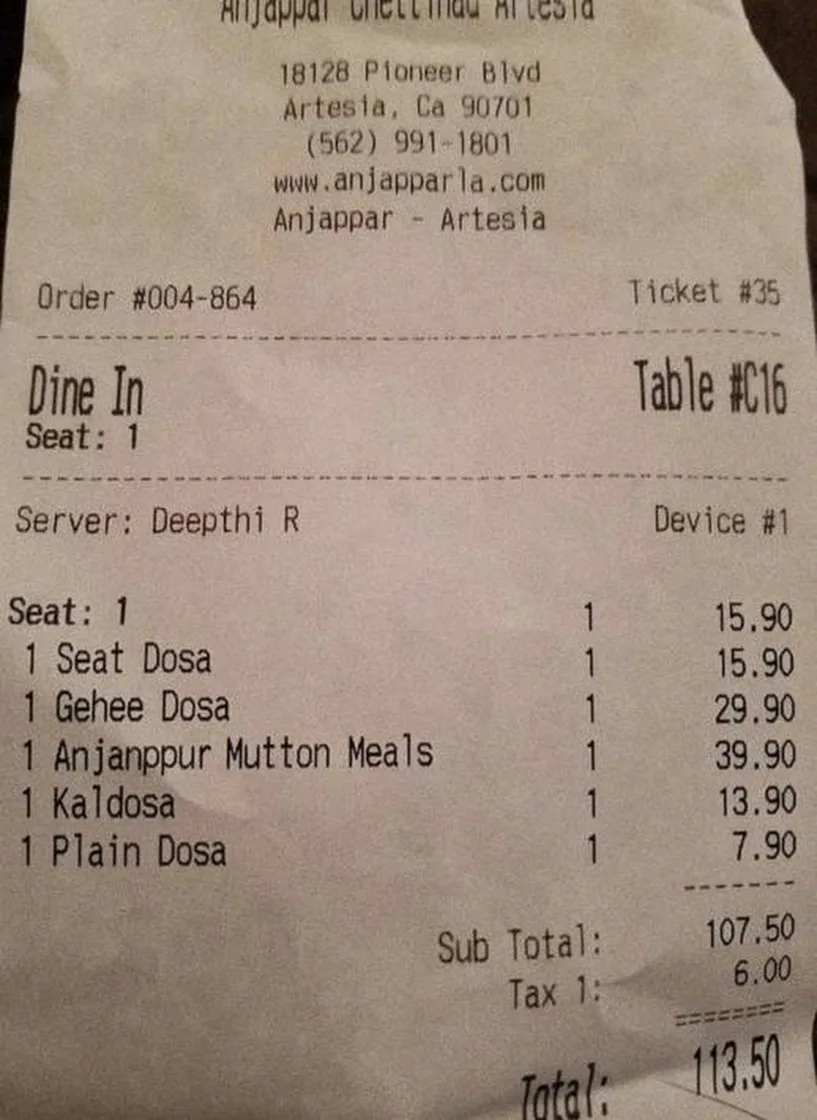 Anjappar Chettinad Artesia
18128 Pioneer Blvd
Artesia, Ca 90701
(562) 991-1801
www.anjapparla.com
Anjappar - Artesia
Order #004-864 Ticket #35
Dine In Table #C16
Seat: 1
Server: Deepthi R Device #1
Seat: 1 1 15.90
1 Seat Dosa 1 15.90
1 Gehee Dosa 1 29.90
1 Anjanppur Mutton Meals 1 39.90
1 Kaldosa 1 13.90
1 Plain Dosa 1 7.90
Sub Total: 107.50
Tax 1: 6.00
Total: 113.50